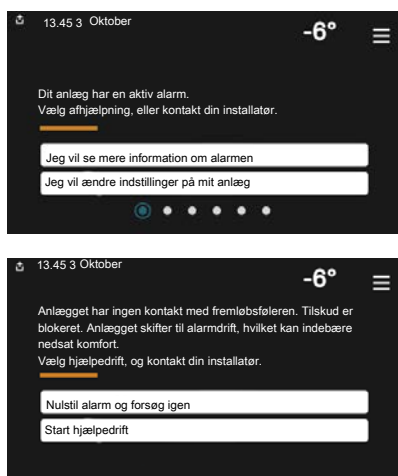 13.45 3 Oktober
-6°
Dit anlæg har en aktiv alarm.
Vælg afhjælpning, eller kontakt din installatør.
Jeg vil se mere information om alarmen
Jeg vil ændre indstillinger på mit anlæg
13.45 3 Oktober
-6°
Anlægget har ingen kontakt med fremløbsføleren. Tilskud er
blokeret. Anlægget skifter til alarmdrift, hvilket kan indebære
nedsat komfort.
Vælg hjælpedrift, og kontakt din installatør.
Nulstil alarm og forsøg igen
Start hjælpedrift